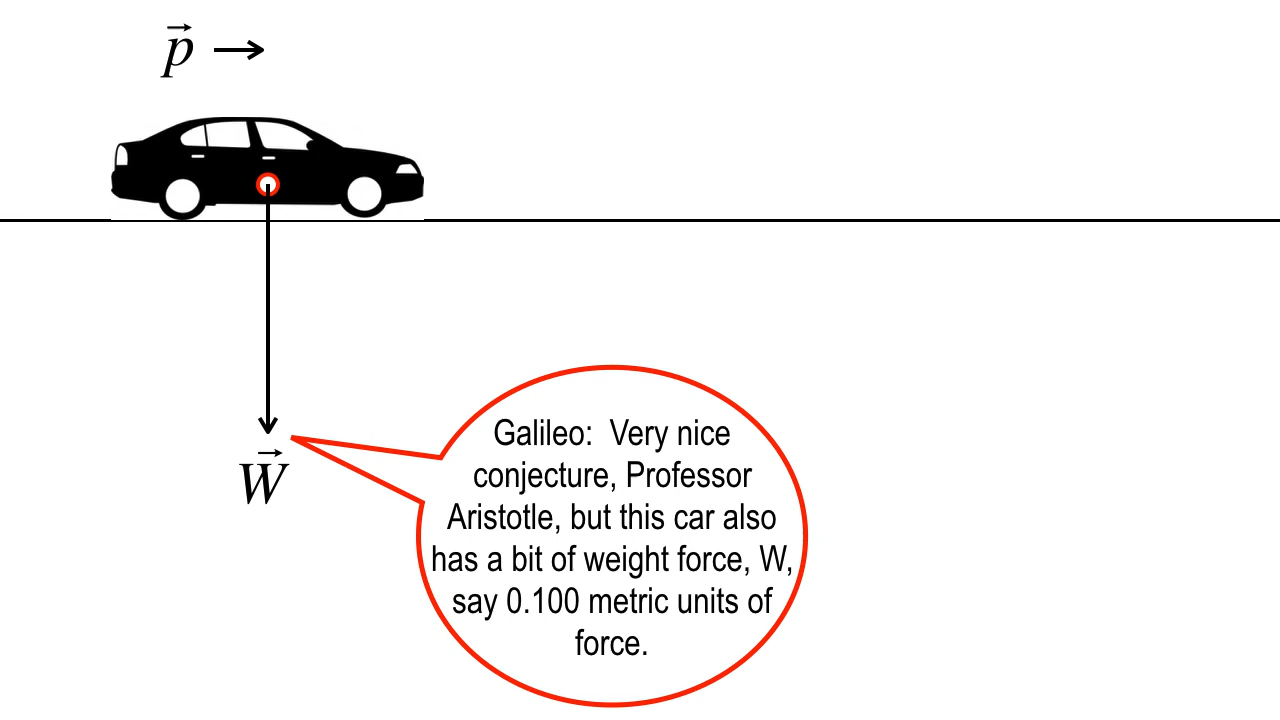 p
W
Galileo:  Very nice
conjecture, Professor
Aristotle, but this car also
has a bit of weight force, W,
say 0.100 metric units of
force.